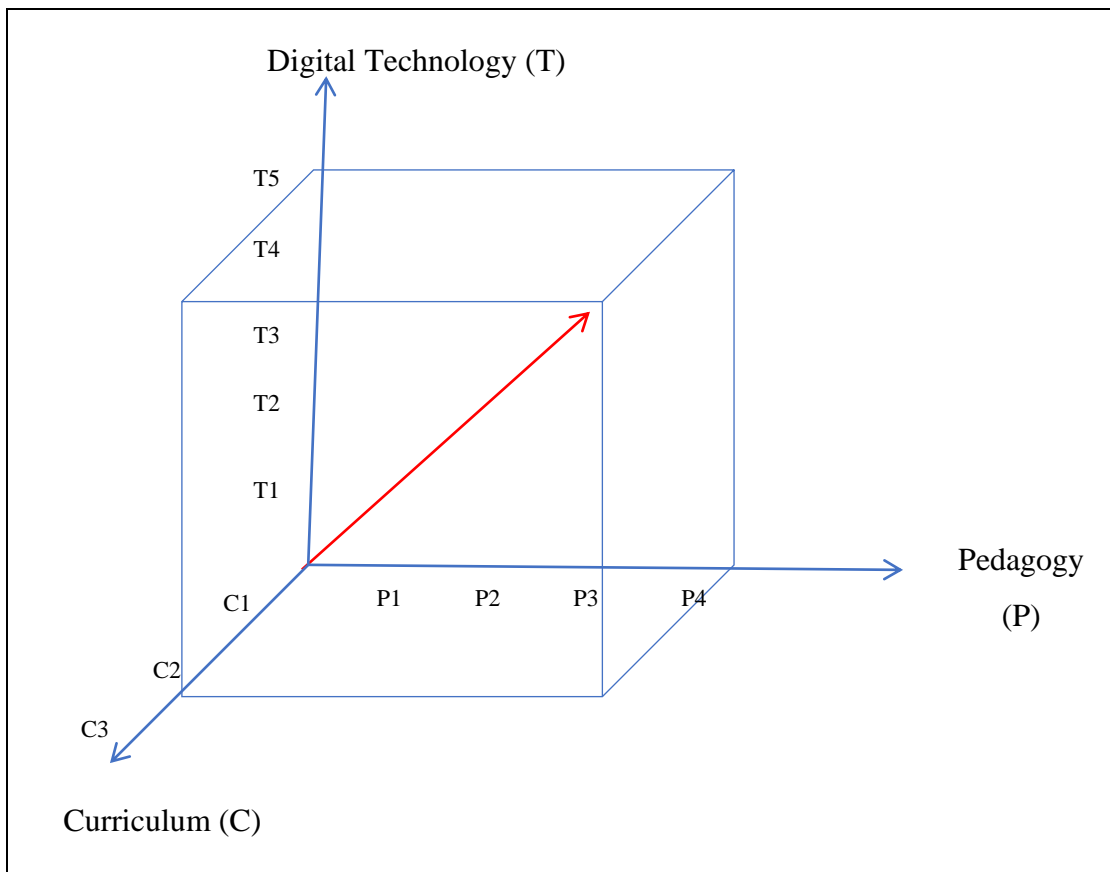 Digital Technology (T)
T5
T4
T3
T2
T1
Pedagogy
(P)
C1
P1 P2 P3 P4
C2
C3
Curriculum (C)